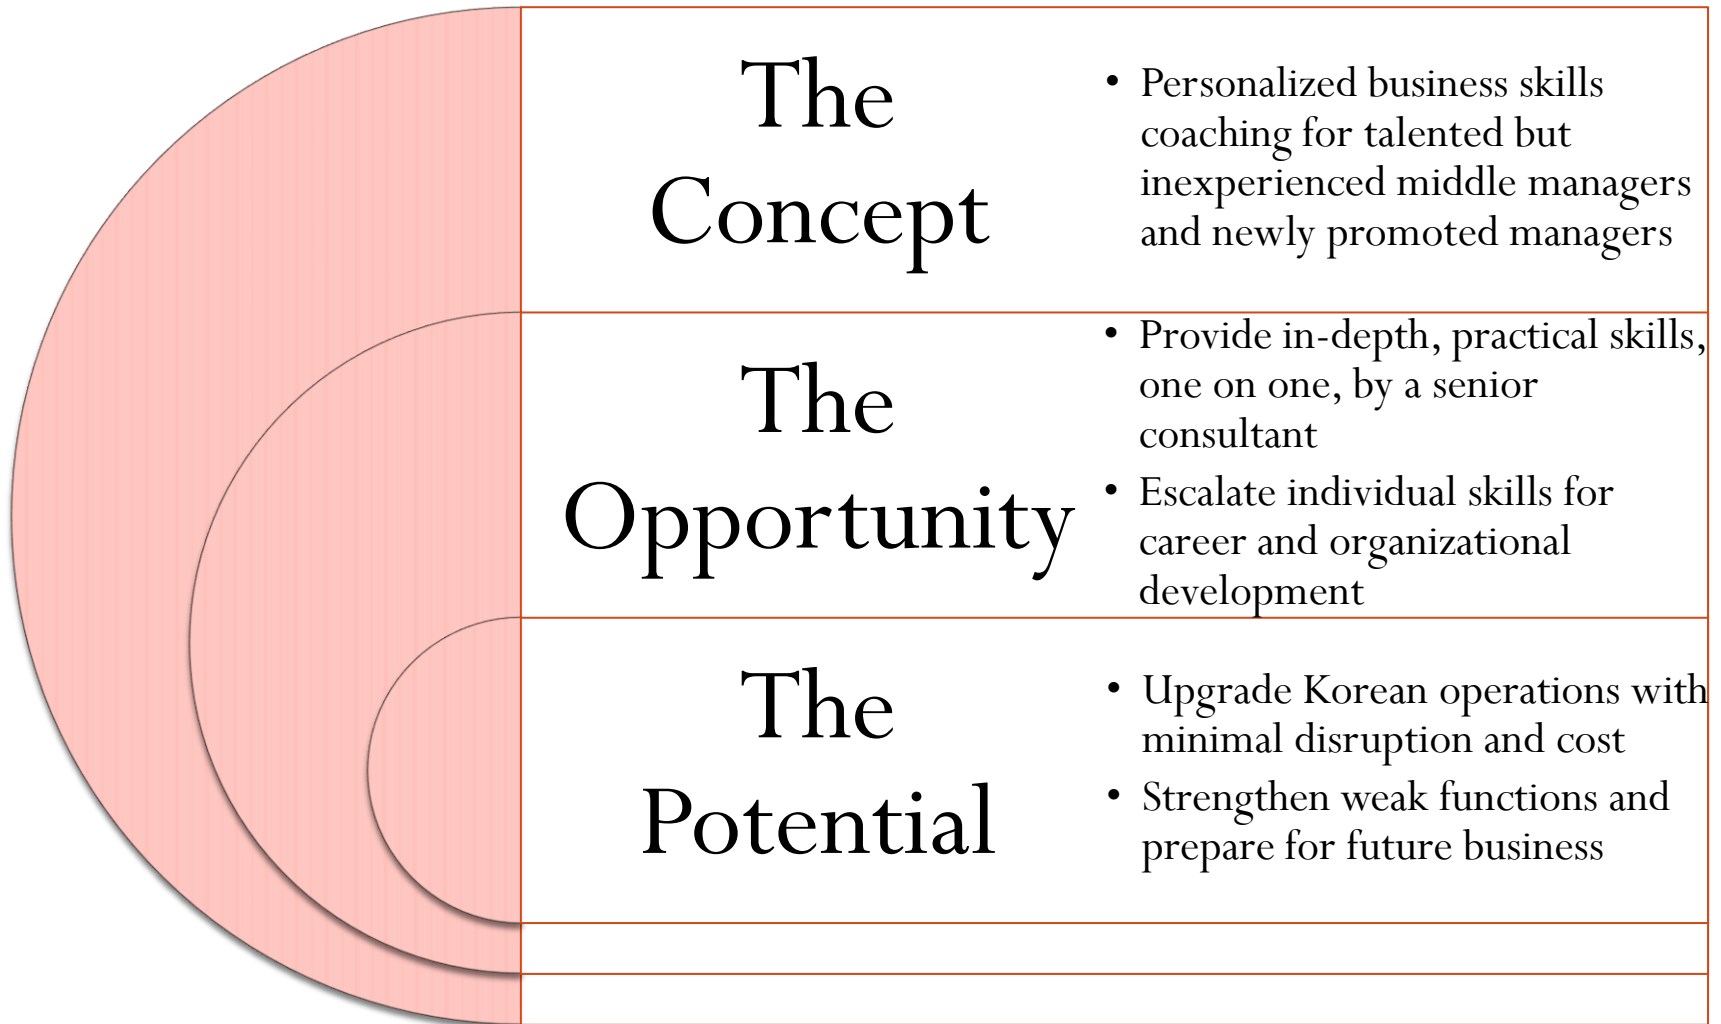 The
Concept
• Personalized business skills
coaching for talented but
inexperienced middle managers
and newly promoted managers
The
Opportunity
• Provide in-depth, practical skills,
one on one, by a senior
consultant
• Escalate individual skills for
career and organizational
development
The
Potential
• Upgrade Korean operations with
minimal disruption and cost
• Strengthen weak functions and
prepare for future business